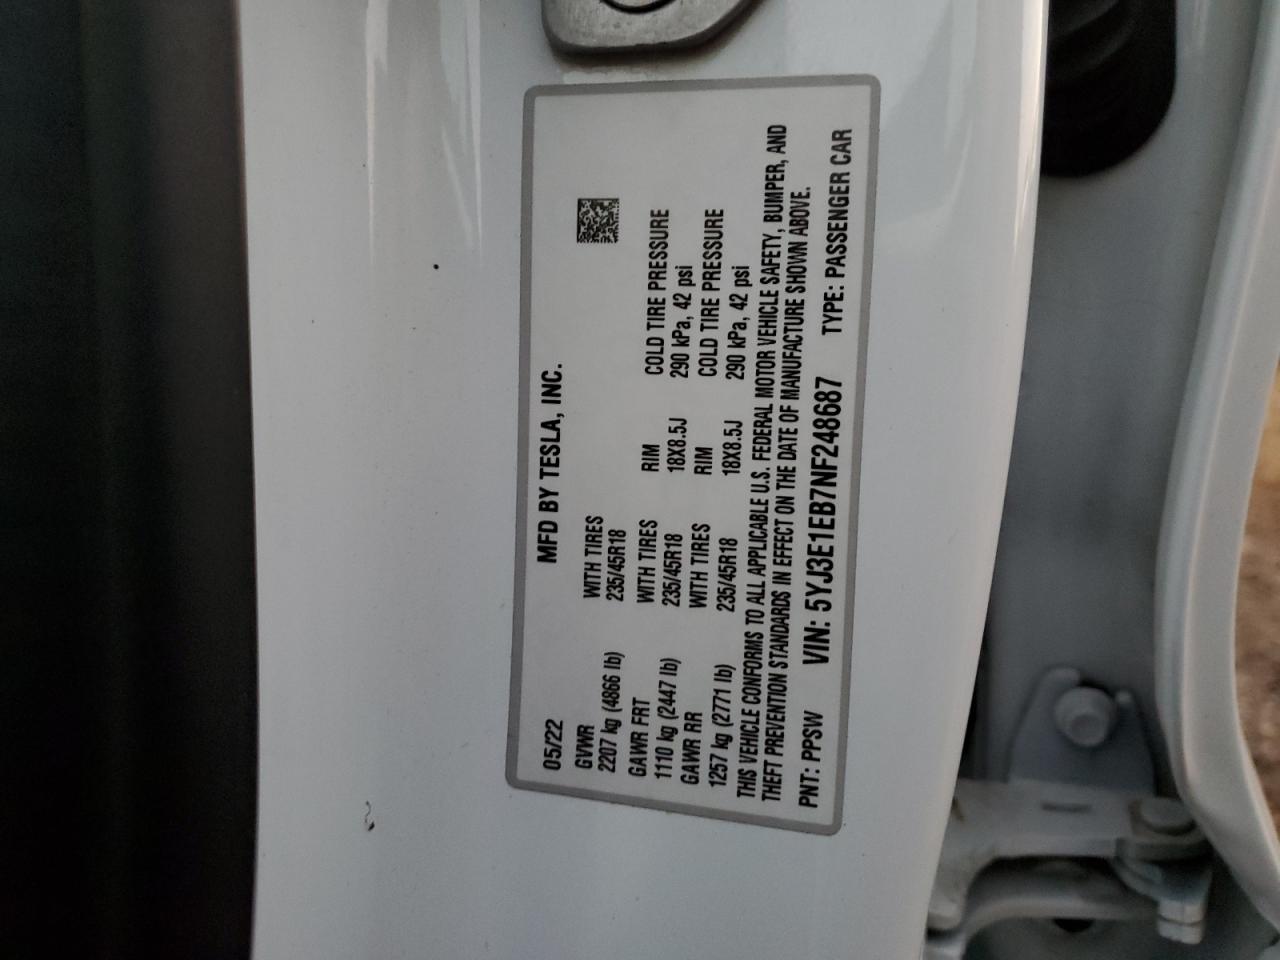 MFD BY TESLA, INC.
05/22
GVWR
2207 kg (4866 lb)
WITH TIRES
235/45R18
GAWR FRT
1110 kg (2447 lb)
WITH TIRES
235/45R18
RIM
18X8.5J
COLD TIRE PRESSURE
290 kPa, 42 psi
GAWR RR
1257 kg (2771 lb)
WITH TIRES
235/45R18
RIM
18X8.5J
COLD TIRE PRESSURE
290 kPa, 42 psi
THIS VEHICLE CONFORMS TO ALL APPLICABLE U.S. FEDERAL MOTOR VEHICLE SAFETY, BUMPER, AND
THEFT PREVENTION STANDARDS IN EFFECT ON THE DATE OF MANUFACTURE SHOWN ABOVE.
PNT: PPSW VIN: 5YJ3E1EB7NF248687 TYPE: PASSENGER CAR